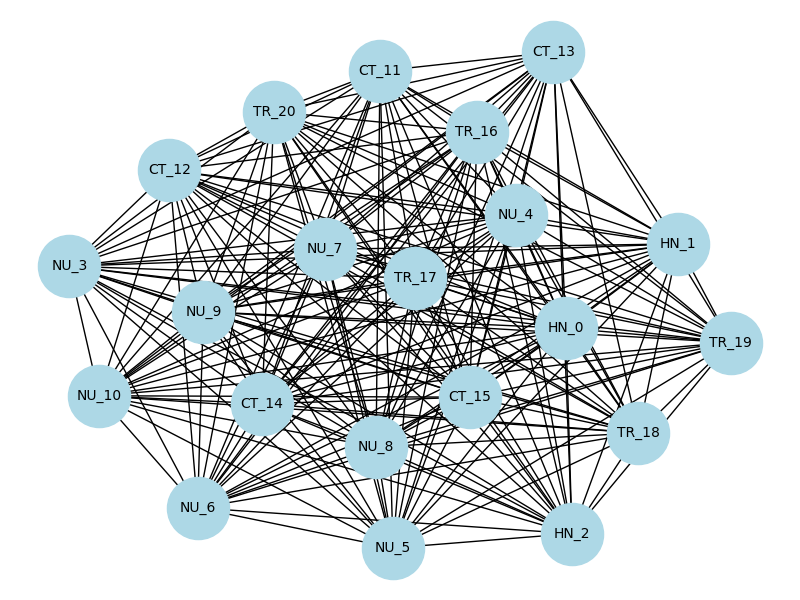 CT_13
CT_11
TR_20
TR_16
CT_12
NU_4
HN_1
NU_7
NU_3
TR_17
NU_9
HN_0
TR_19
NU_10
CT_15
CT_14
TR_18
NU_8
NU_6
HN_2
NU_5